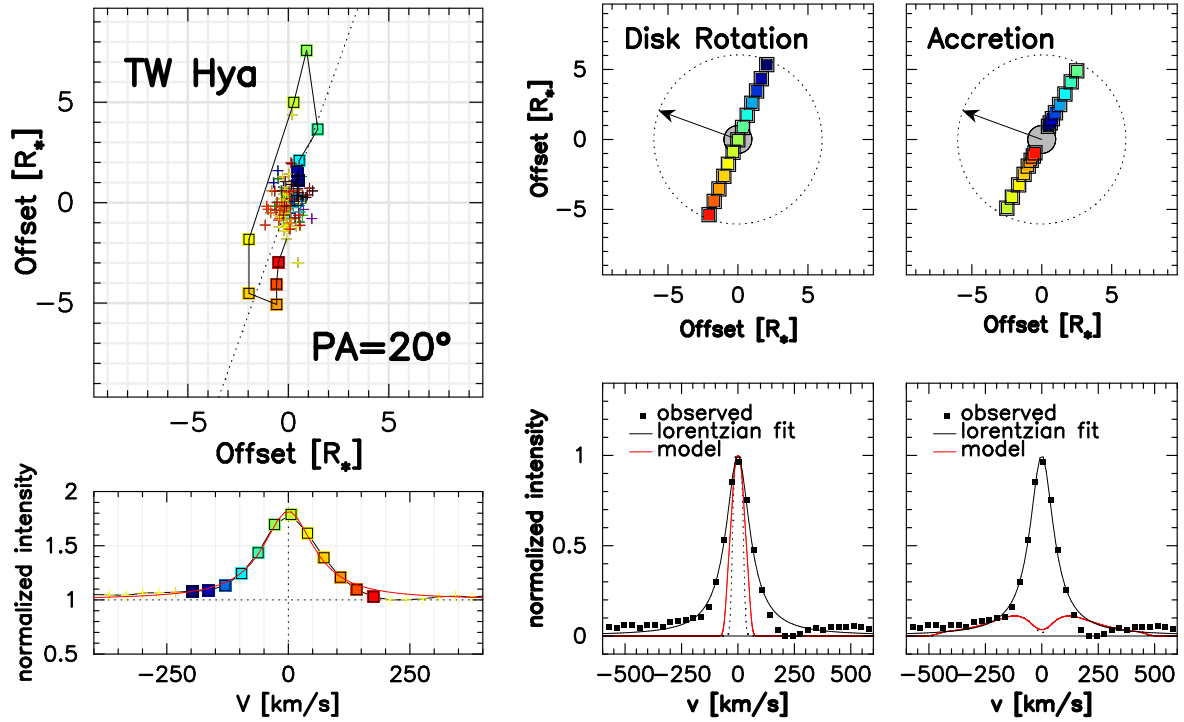 TW Hya
PA=20°
5
0
−5
Offset [R*]
−5 0 5
Offset [R*]
2
1.5
1
0.5
normalized intensity
−250 0 250
V [km/s]
Disk Rotation
5
0
−5
Offset [R*]
−5 0 5
Offset [R*]
Accretion
−5 0 5
Offset [R*]
observed
lorentzian fit
model
1
0.5
0
normalized intensity
−500 −250 0 250 500
v [km/s]
observed
lorentzian fit
model
−500 −250 0 250 500
v [km/s]